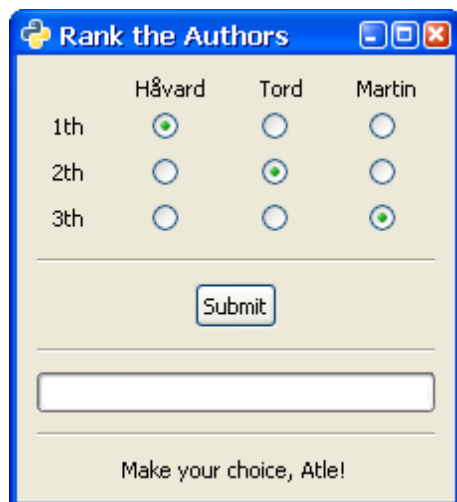 Rank the Authors
Håvard Tord Martin
1th
2th
3th
Submit
Make your choice, Atle!